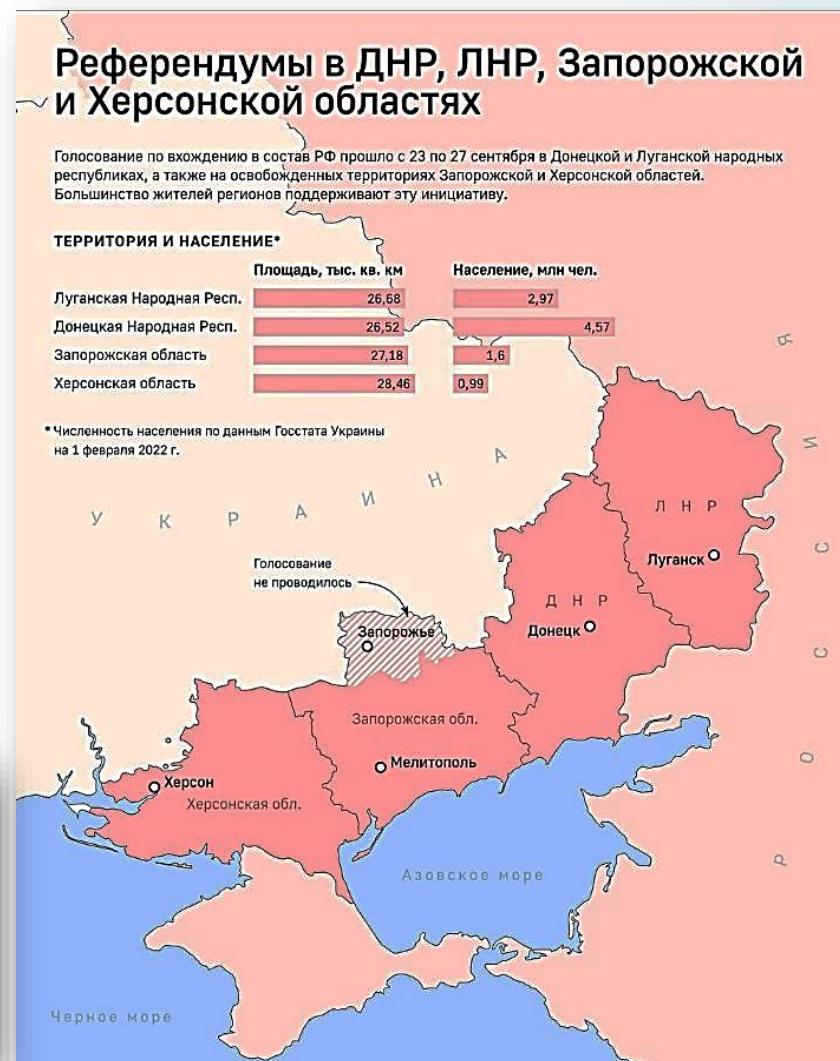 Референдумы в ДНР, ЛНР, Запорожской
и Херсонской областях
Голосование по вхождению в состав РФ прошло с 23 по 27 сентября в Донецкой и Луганской народных
республиках, а также на освобожденных территориях Запорожской и Херсонской областей.
Большинство жителей регионов поддерживают эту инициативу.
ТЕРРИТОРИЯ И НАСЕЛЕНИЕ*
Площадь, тыс. кв. км Население, млн чел.
Луганская Народная Респ. 26,68 2,97
Донецкая Народная Респ. 26,52 4,57
Запорожская область 27,18 1,6
Херсонская область 28,46 0,99
* Численность населения по данным Госстата Украины
на 1 февраля 2022 г.
УКРАИНА
РОССИЯ
ЛНР
Луганск
Голосование
не проводилось
ДНР
Донецк
Запорожье
Запорожская обл.
Мелитополь
Херсон
Херсонская обл.
Азовское море
Черное море